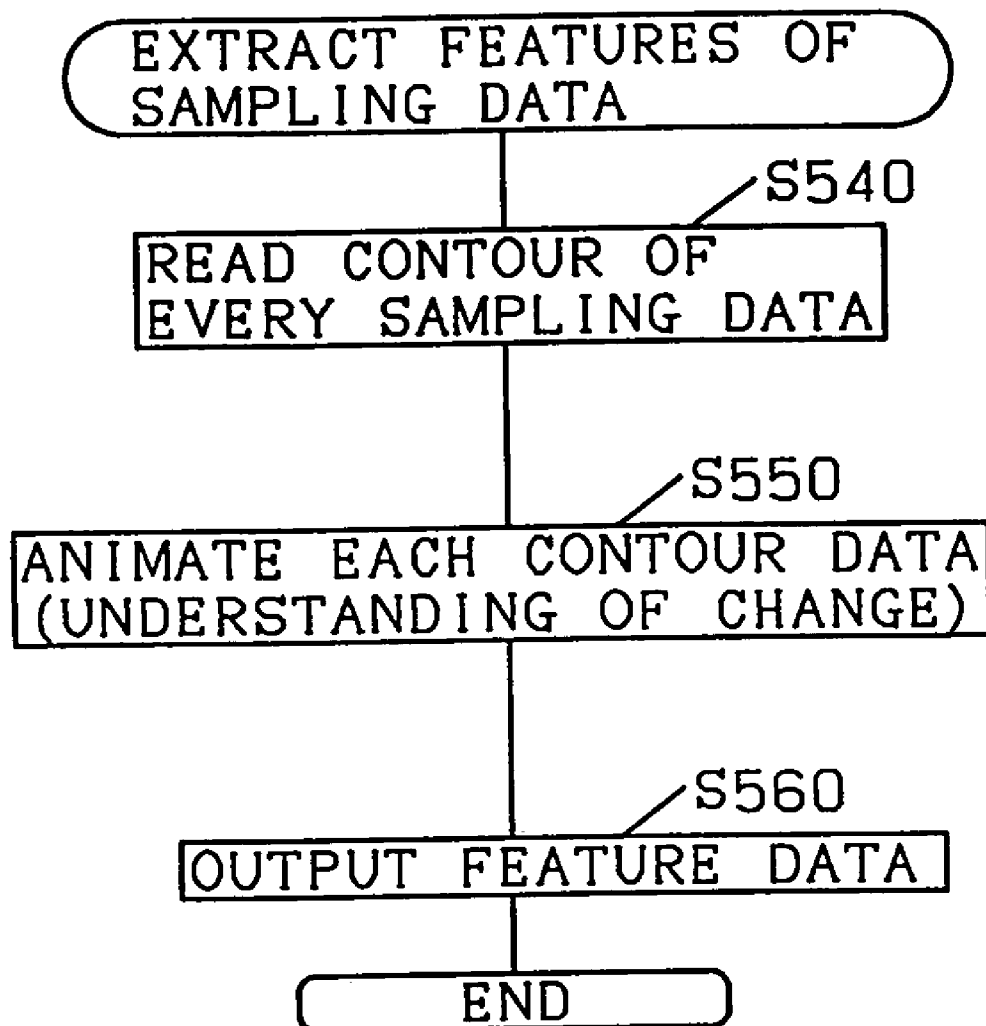 EXTRACT FEATURES OF
SAMPLING DATA
S540
READ CONTOUR OF
EVERY SAMPLING DATA
S550
ANIMATE EACH CONTOUR DATA
(UNDERSTANDING OF CHANGE)
S560
OUTPUT FEATURE DATA
END